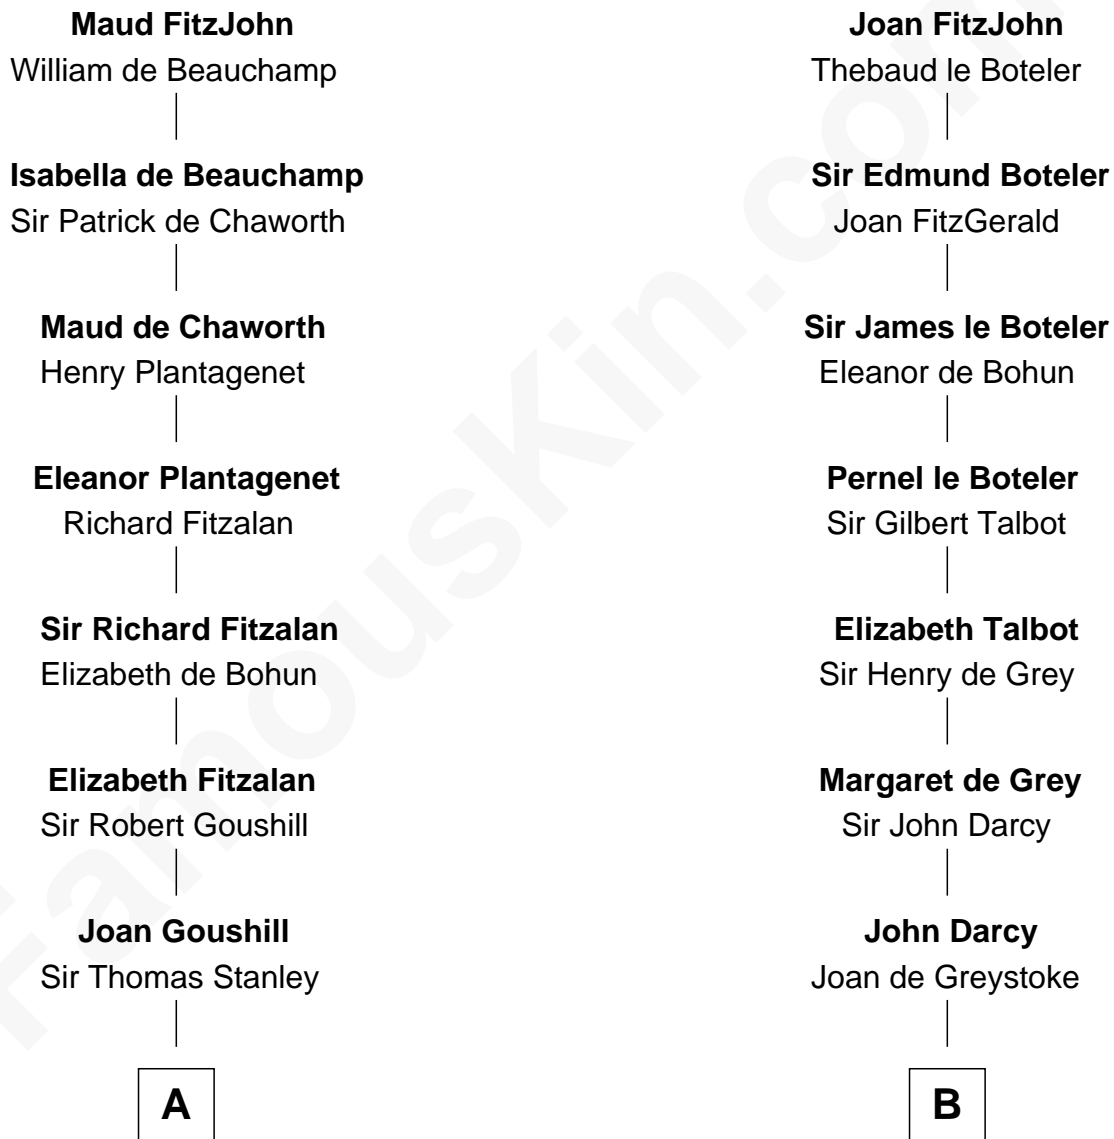 Maud FitzJohn
William de Beauchamp
Isabella de Beauchamp
Sir Patrick de Chaworth
Maud de Chaworth
Henry Plantagenet
Eleanor Plantagenet
Richard Fitzalan
Sir Richard Fitzalan
Elizabeth de Bohun
Elizabeth Fitzalan
Sir Robert Goushill
Joan Goushill
Sir Thomas Stanley
A
Joan FitzJohn
Thebaud le Boteler
Sir Edmund Boteler
Joan FitzGerald
Sir James le Boteler
Eleanor de Bohun
Pernel le Boteler
Sir Gilbert Talbot
Elizabeth Talbot
Sir Henry de Grey
Margaret de Grey
Sir John Darcy
John Darcy
Joan de Greystoke
B
FamousKin.com